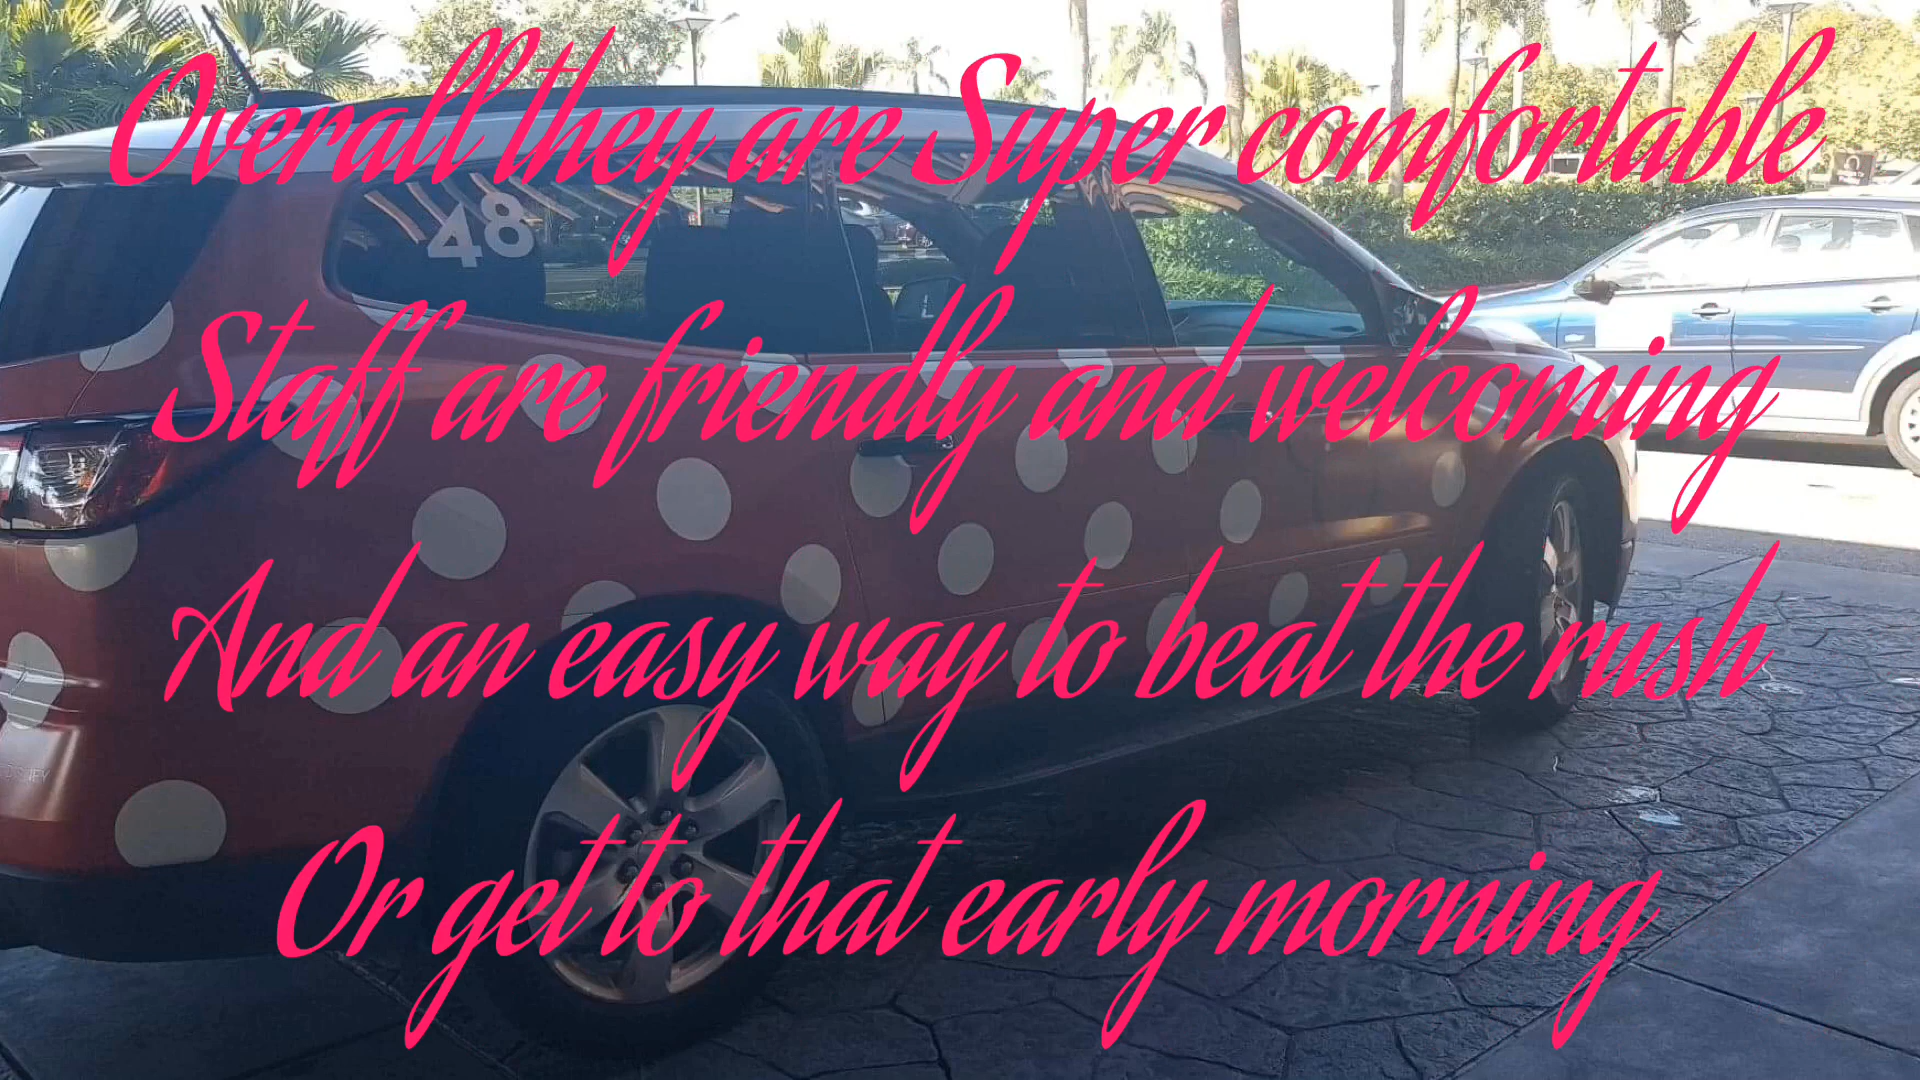 Overall they are Super comfortable
48
Staff are friendly and welcoming
And an easy way to beat the rush
Or get to that early morning